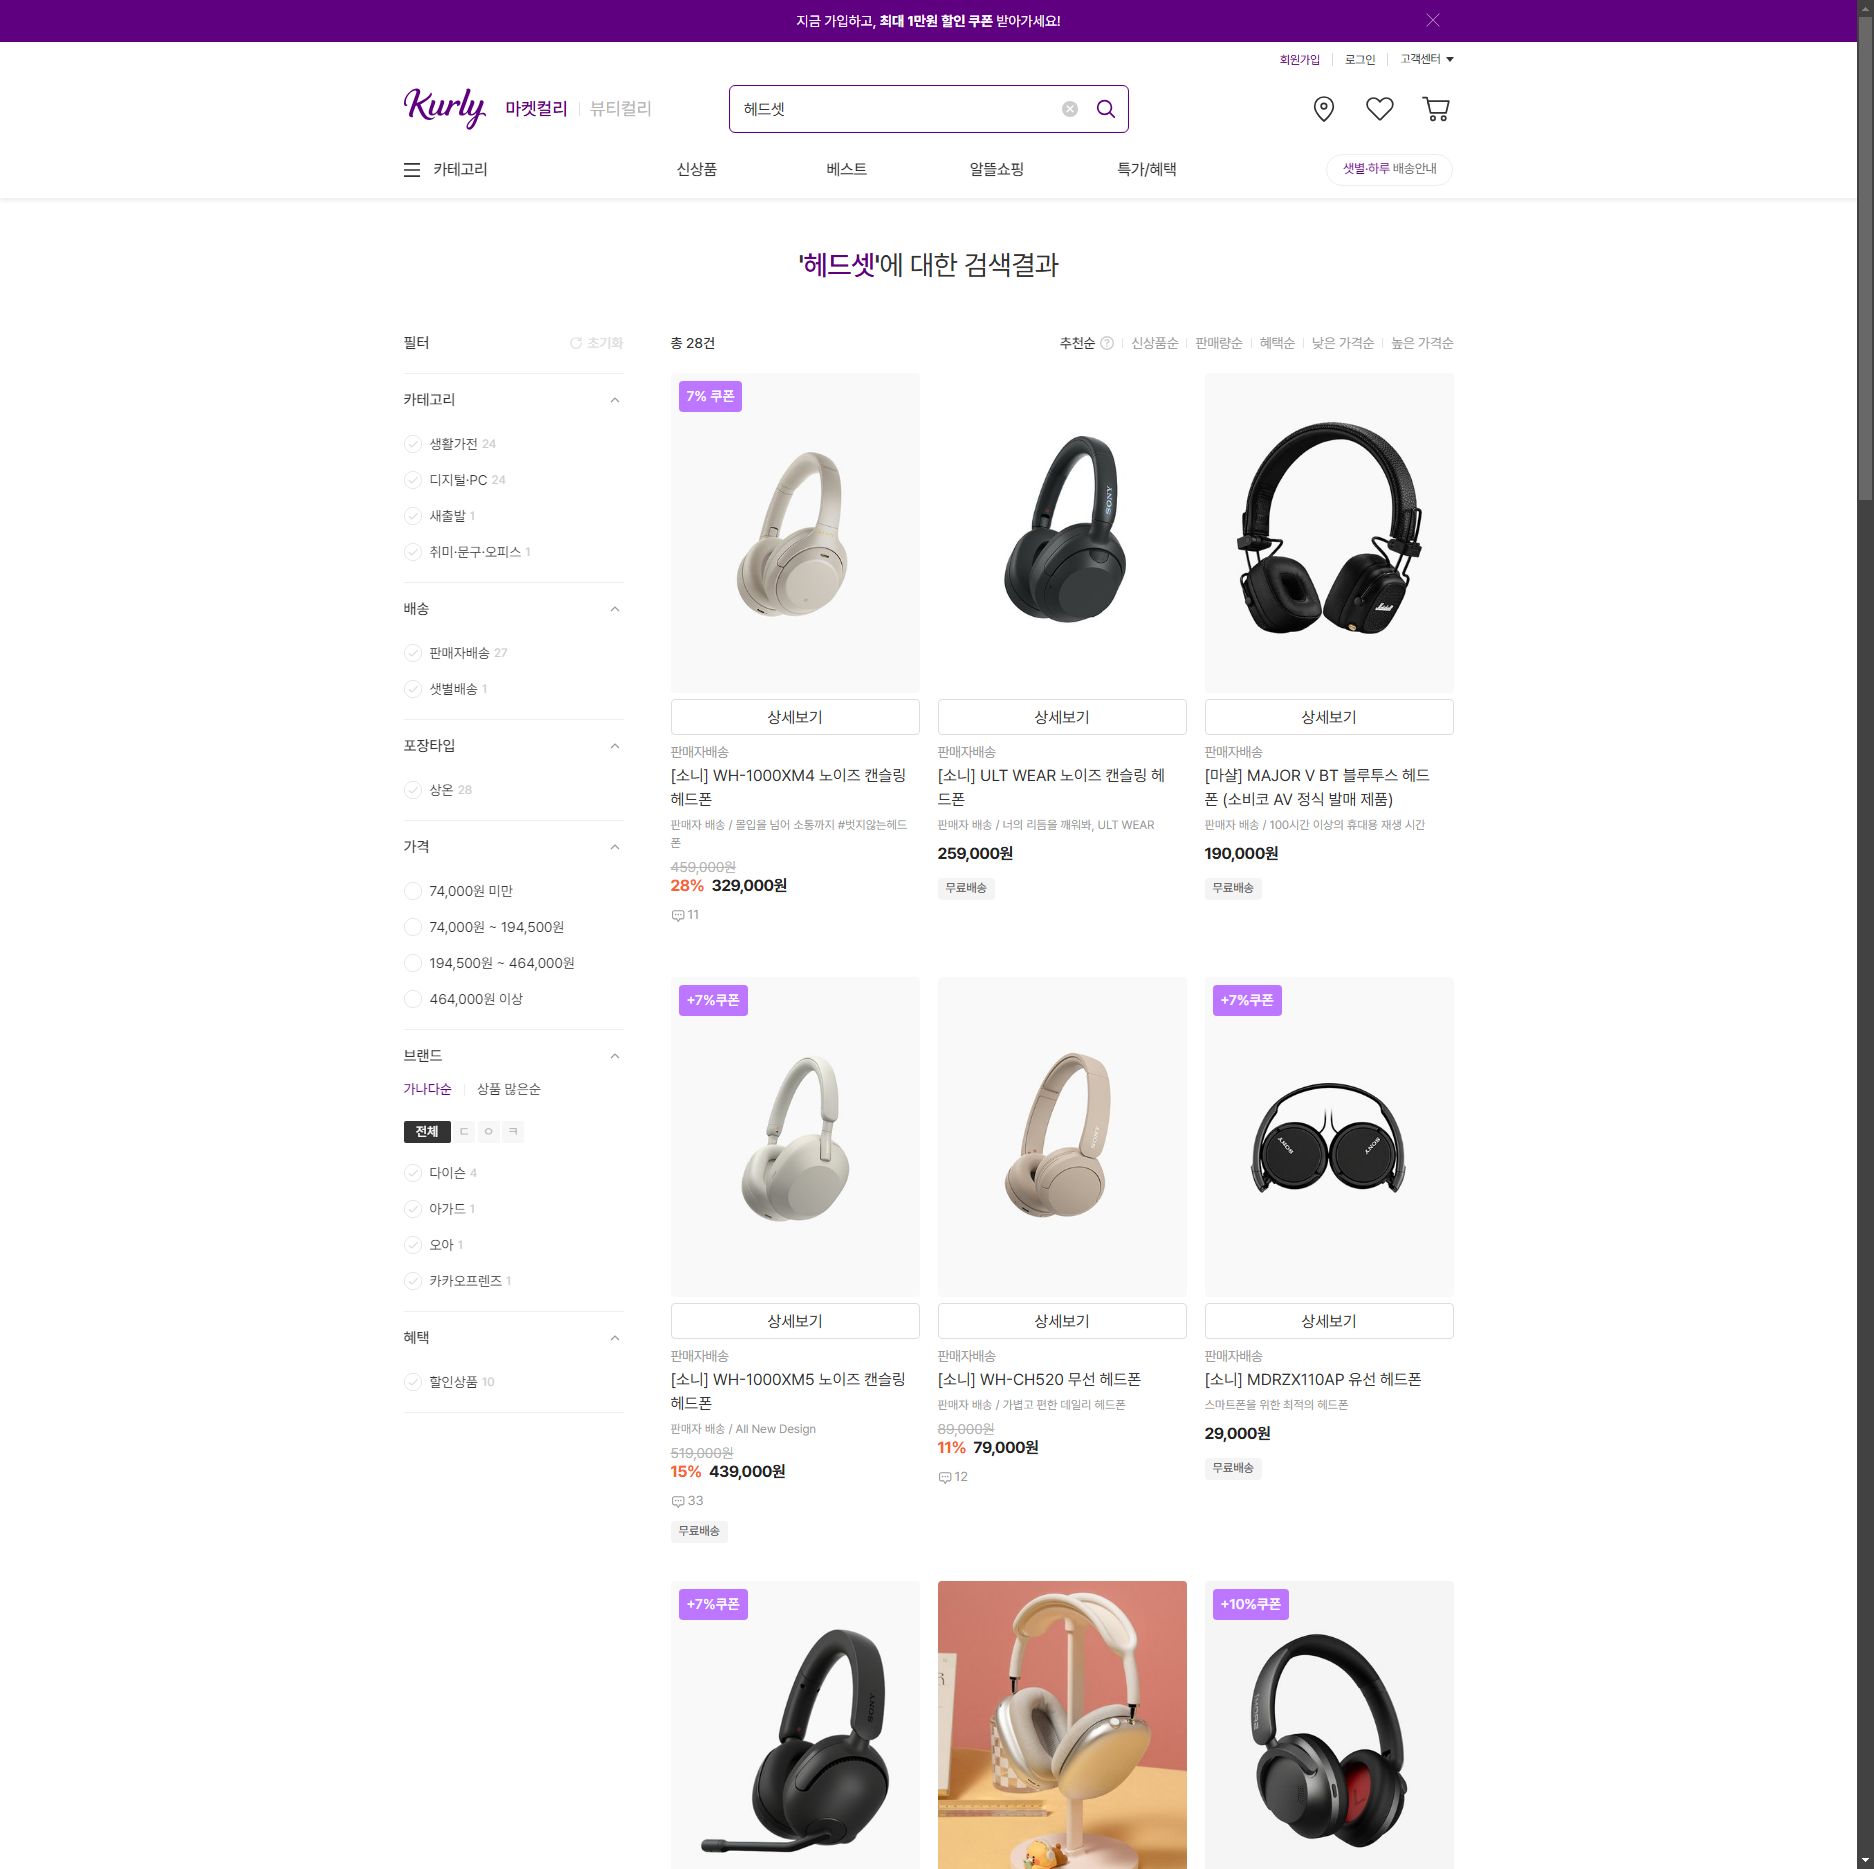 지금 가입하고, 최대 1만원 할인 쿠폰 받아가세요!
회원가입
로그인
고객센터
Kurly
마켓컬리
뷰티컬리
헤드셋
카테고리
신상품
베스트
알뜰쇼핑
특가/혜택
샛별·하루 배송안내
'헤드셋'에 대한 검색결과
필터
초기화
카테고리
생활가전 24
디지털·PC 24
새출발 1
취미·문구·오피스 1
배송
판매자배송 27
샛별배송 1
포장타입
상온 28
가격
74,000원 미만
74,000원 ~ 194,500원
194,500원 ~ 464,000원
464,000원 이상
브랜드
가나다순
상품 많은순
전체
ㄷ
ㅇ
ㅋ
다이슨 4
아가드 1
오아 1
카카오프렌즈 1
혜택
할인상품 10
총 28건
추천순
신상품순
판매량순
혜택순
낮은 가격순
높은 가격순
7% 쿠폰
상세보기
판매자배송
[소니] WH-1000XM4 노이즈 캔슬링
헤드폰
판매자 배송 / 몰입을 넘어 소통까지 #벗지않는헤드
폰
459,000원
28% 329,000원
11
SONY
상세보기
판매자배송
[소니] ULT WEAR 노이즈 캔슬링 헤
드폰
판매자 배송 / 너의 리듬을 깨워봐, ULT WEAR
259,000원
무료배송
Marshall
상세보기
판매자배송
[마샬] MAJOR V BT 블루투스 헤드
폰 (소비코 AV 정식 발매 제품)
판매자 배송 / 100시간 이상의 휴대용 재생 시간
190,000원
무료배송
+7%쿠폰
상세보기
판매자배송
[소니] WH-1000XM5 노이즈 캔슬링
헤드폰
판매자 배송 / All New Design
519,000원
15% 439,000원
33
무료배송
SONY
상세보기
판매자배송
[소니] WH-CH520 무선 헤드폰
판매자 배송 / 가볍고 편한 데일리 헤드폰
89,000원
11% 79,000원
12
+7%쿠폰
SONY
SONY
상세보기
판매자배송
[소니] MDRZX110AP 유선 헤드폰
스마트폰을 위한 최적의 헤드폰
29,000원
무료배송
+7%쿠폰
SONY
+10%쿠폰